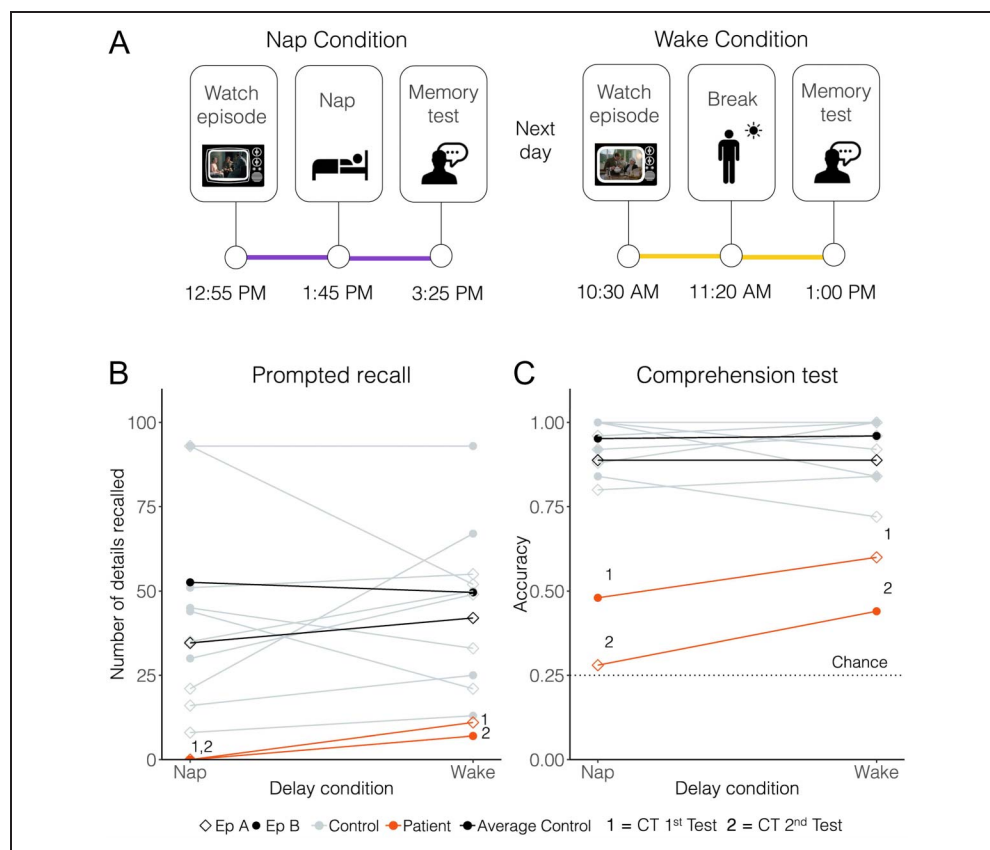 A
Nap Condition
Wake Condition
Watch
episode
Nap
Memory
test
Next
day
Watch
episode
Break
Memory
test
12:55 PM
1:45 PM
3:25 PM
10:30 AM
11:20 AM
1:00 PM
B
Prompted recall
Number of details recalled
100
75
50
25
0
1,2
1
2
Nap
Wake
Delay condition
C
Comprehension test
Accuracy
1.00
0.75
0.50
0.25
0.00
1
2
1
2
Chance
Nap
Wake
Delay condition
Ep A Ep B Control Patient Average Control 1 = CT 1st Test 2 = CT 2nd Test